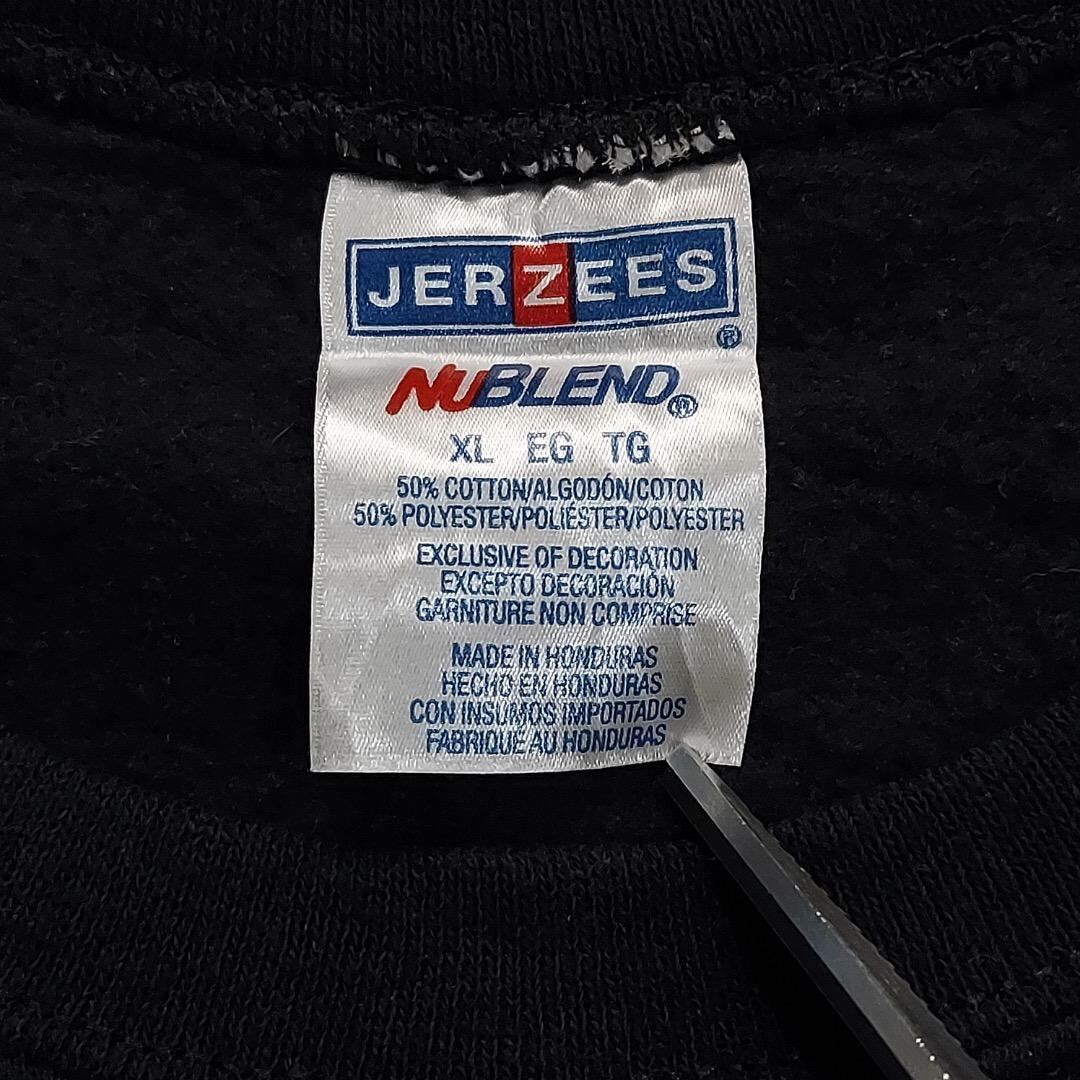 JERZEES
®
NUBLEND®
XL EG TG
50% COTTON/ALGODÓN/COTON
50% POLYESTER/POLIÉSTER/POLYESTER
EXCLUSIVE OF DECORATION
EXCEPTO DECORACIÓN
GARNITURE NON COMPRISE
MADE IN HONDURAS
HECHO EN HONDURAS
CON INSUMOS IMPORTADOS
FABRIQUE AU HONDURAS